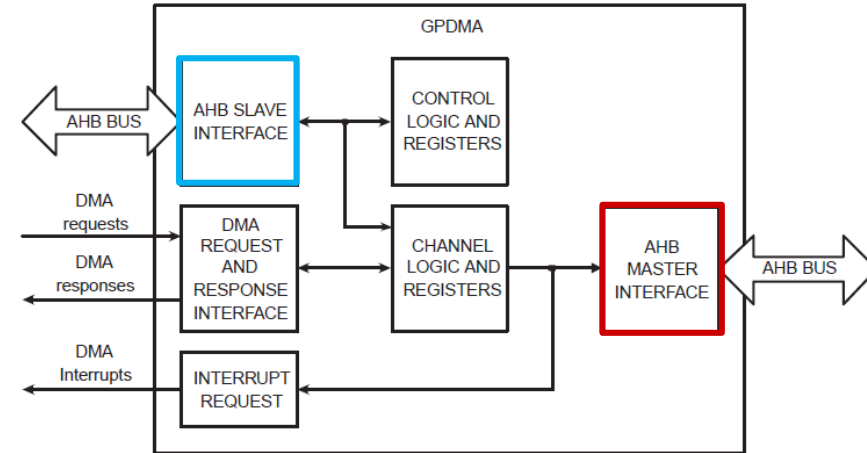 GPDMA
AHB BUS
AHB SLAVE
INTERFACE
CONTROL
LOGIC AND
REGISTERS
DMA
requests
DMA
responses
DMA
REQUEST
AND
RESPONSE
INTERFACE
CHANNEL
LOGIC AND
REGISTERS
AHB
MASTER
INTERFACE
AHB BUS
DMA
Interrupts
INTERRUPT
REQUEST